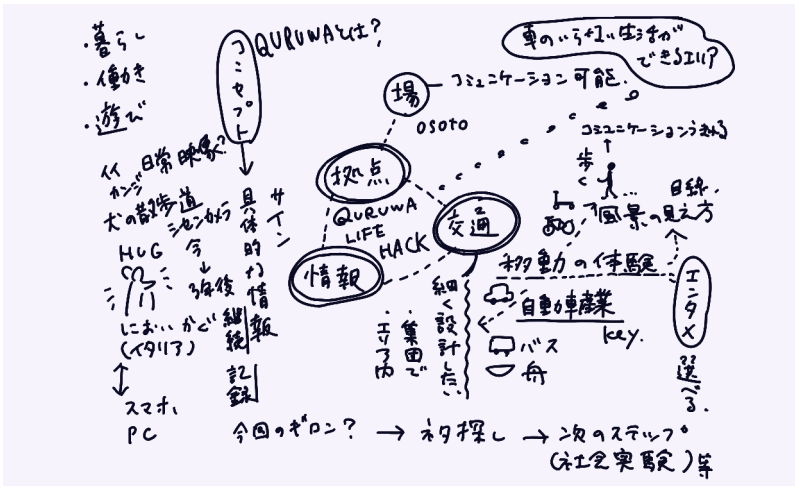 ・暮らし
・働き
・遊び
コンセプト
QURUWAとは?
場
コミュニケーション可能.
OSOTO
車のいらない生活が
できるエリア?
コミュニケーションうまれる
歩く
目線.
風景の見え方
拠点
交通
情報
QURUWA
LIFE
HACK
イイ
カンジ
日常映像?
犬の散歩道
シセンカメラ
今
3年後
継続
記録
サイン
具体的な情報
HUG
においかぐ
(イタリア)
スマホ、
PC
移動の体験
自動車産業
key.
バス
舟
エンタメ
選べる.
細く設計したい
・集団で
・エリア内
今回のギロン? → ネタ探し → 次のステップ
(社会実験)等